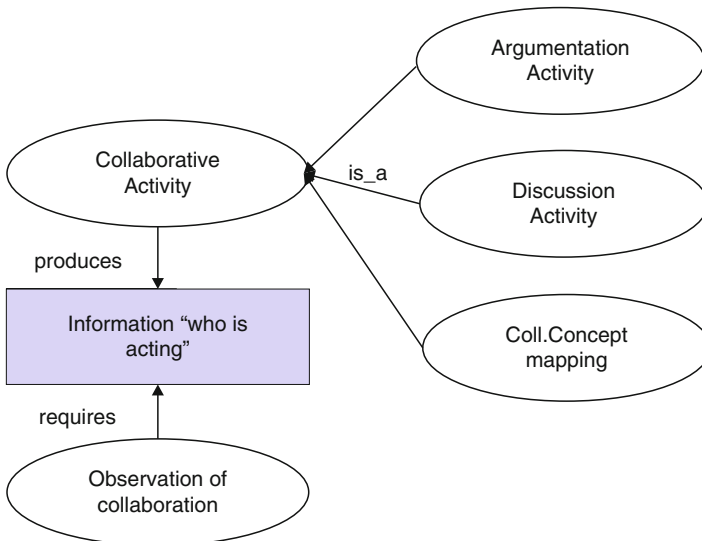 Argumentation
Activity
Collaborative
Activity
is_a
Discussion
Activity
produces
Information “who is
acting”
Coll.Concept
mapping
requires
Observation of
collaboration